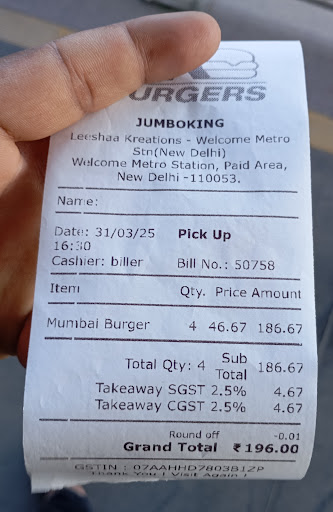 URGERS
JUMBOKING
Leeshaa Kreations - Welcome Metro
Stn(New Delhi)
Welcome Metro Station, Paid Area,
New Delhi -110053.
Name:
Date: 31/03/25 Pick Up
16:30
Cashier: biller Bill No.: 50758
Item Qty. Price Amount
Mumbai Burger 4 46.67 186.67
Total Qty: 4 Sub Total 186.67
Takeaway SGST 2.5% 4.67
Takeaway CGST 2.5% 4.67
Round off -0.01
Grand Total ₹196.00
GSTIN : 07AAHHD7803B1ZP
Thank You ! Visit Again !